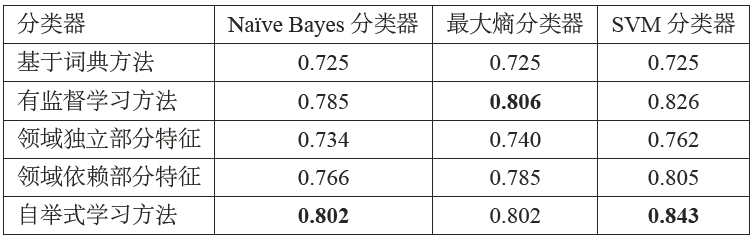 分类器 Naïve Bayes 分类器 最大熵分类器 SVM 分类器
基于词典方法 0.725 0.725 0.725
有监督学习方法 0.785 0.806 0.826
领域独立部分特征 0.734 0.740 0.762
领域依赖部分特征 0.766 0.785 0.805
自举式学习方法 0.802 0.802 0.843